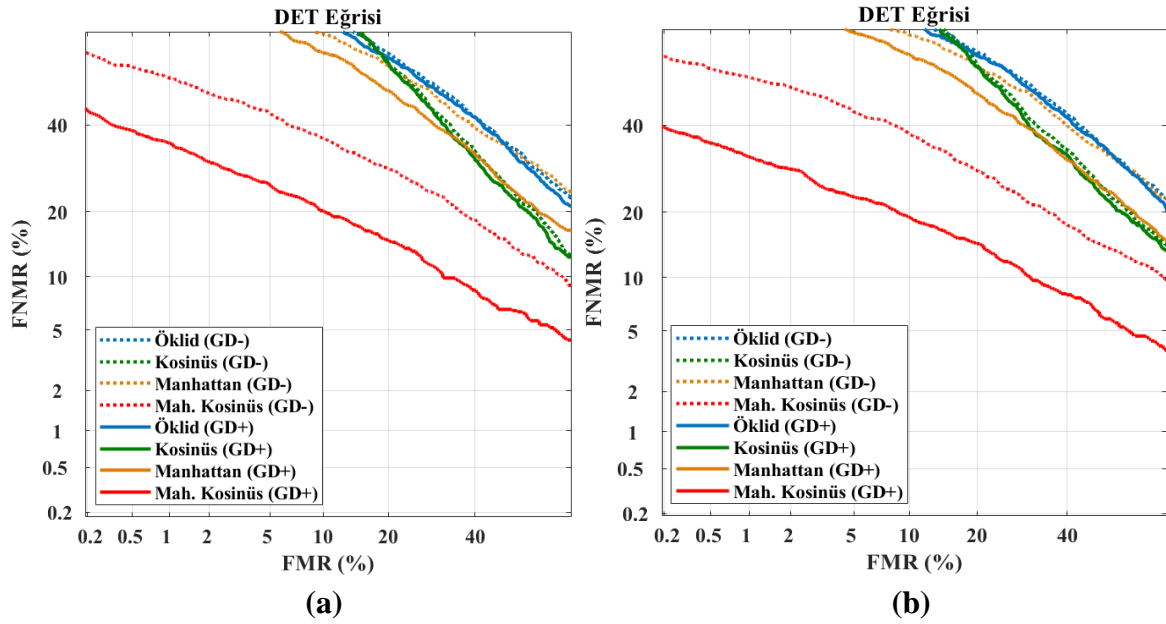 DET Eğrisi
FNMR (%)
40
20
10
5
2
1
0.5
0.2
Öklid (GD-)
Kosinüs (GD-)
Manhattan (GD-)
Mah. Kosinüs (GD-)
Öklid (GD+)
Kosinüs (GD+)
Manhattan (GD+)
Mah. Kosinüs (GD+)
0.2 0.5 1 2 5 10 20 40
FMR (%)
(a)
DET Eğrisi
FNMR (%)
40
20
10
5
2
1
0.5
0.2
Öklid (GD-)
Kosinüs (GD-)
Manhattan (GD-)
Mah. Kosinüs (GD-)
Öklid (GD+)
Kosinüs (GD+)
Manhattan (GD+)
Mah. Kosinüs (GD+)
0.2 0.5 1 2 5 10 20 40
FMR (%)
(b)